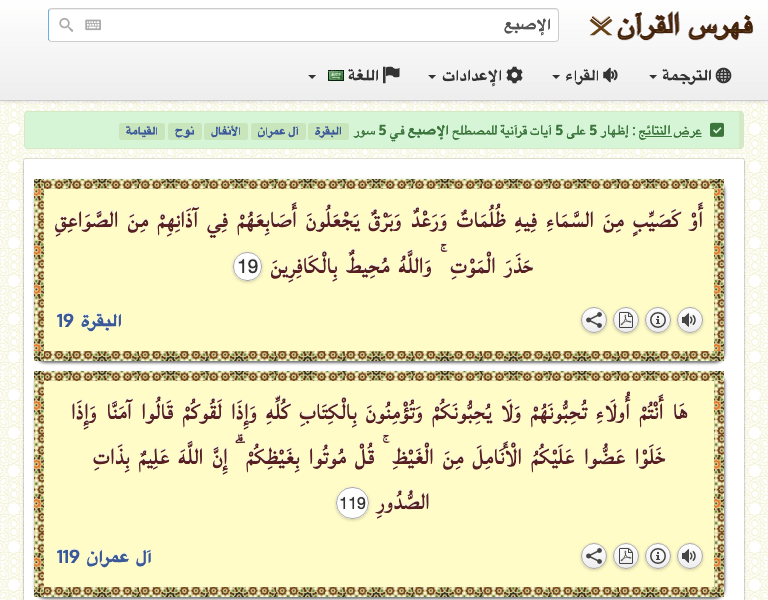 فهرس القرآن
الإصبع
الترجمة القراء الإعدادات اللغة
عرض النتائج : إظهار 5 على 5 آيات قرآنية للمصطلح الإصبع في 5 سور البقرة آل عمران الأنفال نوح القيامة
أَوْ كَصَيِّبٍ مِنَ السَّمَاءِ فِيهِ ظُلُمَاتٌ وَرَعْدٌ وَبَرْقٌ يَجْعَلُونَ أَصَابِعَهُمْ فِي آذَانِهِمْ مِنَ الصَّوَاعِقِ
حَذَرَ الْمَوْتِ ۚ وَاللَّهُ مُحِيطٌ بِالْكَافِرِينَ 19
البقرة 19
هَا أَنْتُمْ أُولَاءِ تُحِبُّونَهُمْ وَلَا يُحِبُّونَكُمْ وَتُؤْمِنُونَ بِالْكِتَابِ كُلِّهِ وَإِذَا لَقُوكُمْ قَالُوا آمَنَّا وَإِذَا
خَلَوْا عَضُّوا عَلَيْكُمُ الْأَنَامِلَ مِنَ الْغَيْظِ ۚ قُلْ مُوتُوا بِغَيْظِكُمْ ۗ إِنَّ اللَّهَ عَلِيمٌ بِذَاتِ
الصُّدُورِ 119
آل عمران 119